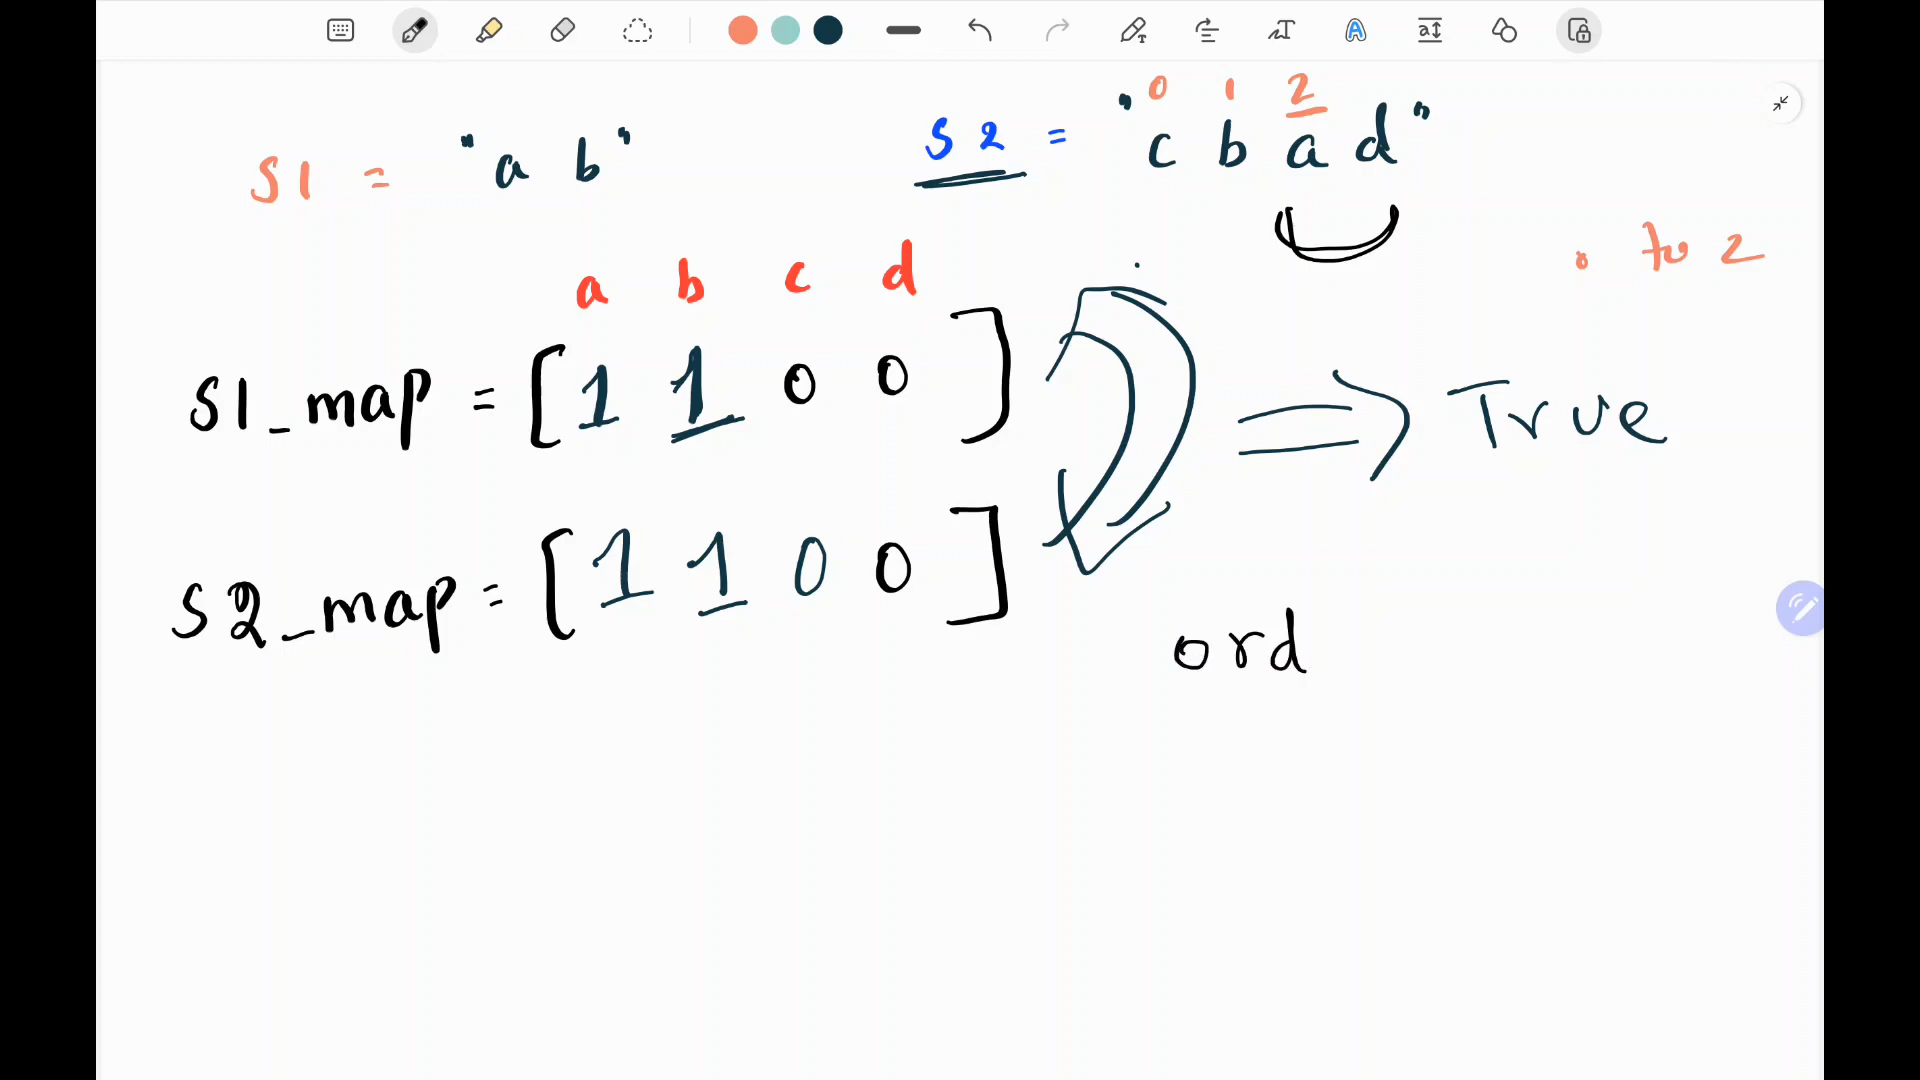 0 1 2
S1 = "a b" S2 = "c b a d"
0 to 2
a b c d
S1_map = [1 1 0 0] => True
S2_map = [1 1 0 0]
ord